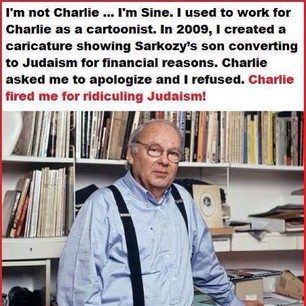 I'm not Charlie ... I'm Sine. I used to work for
Charlie as a cartoonist. In 2009, I created a
caricature showing Sarkozy's son converting
to Judaism for financial reasons. Charlie
asked me to apologize and I refused. Charlie
fired me for ridiculing Judaism!